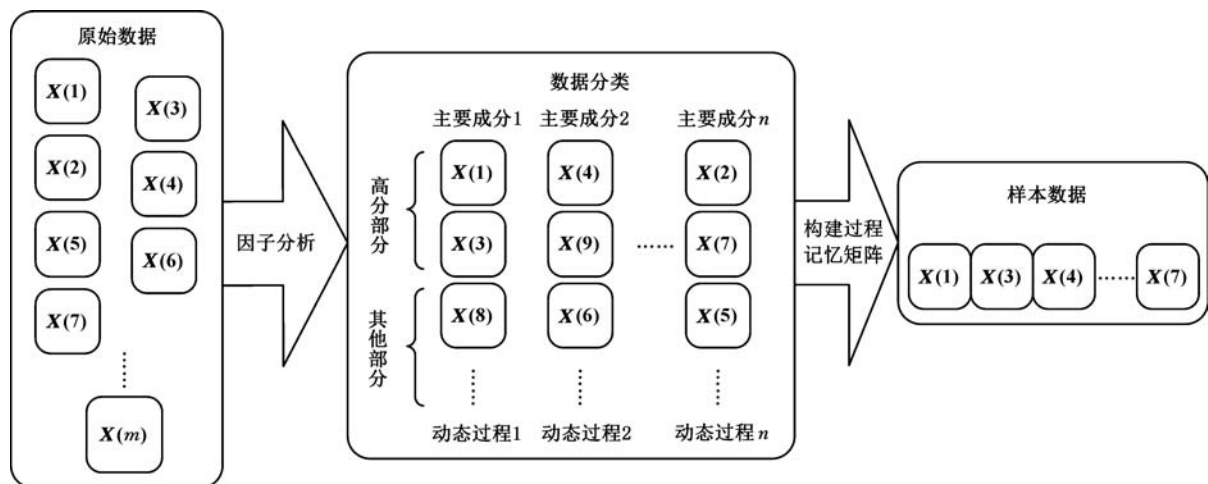 原始数据
X(1)
X(3)
X(2)
X(4)
X(5)
X(6)
X(7)
……
X(m)
因子分析
数据分类
主要成分1 主要成分2 主要成分n
高分部分
X(1) X(4) X(2)
X(3) X(9) …… X(7)
其他部分
X(8) X(6) X(5)
…… …… ……
动态过程1 动态过程2 动态过程n
构建过程
记忆矩阵
样本数据
X(1) X(3) X(4) …… X(7)